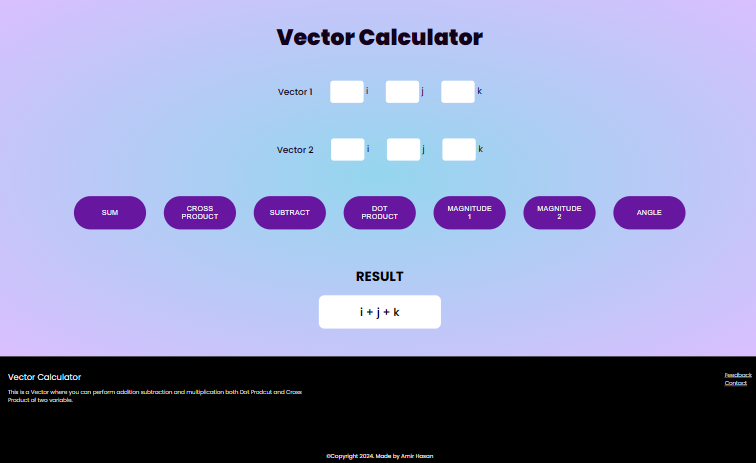 Vector Calculator
Vector 1 i j k
Vector 2 i j k
SUM
CROSS
PRODUCT
SUBTRACT
DOT
PRODUCT
MAGNITUDE
1
MAGNITUDE
2
ANGLE
RESULT
i + j + k
Vector Calculator
This is a Vector where you can perform addition subtraction and multiplication both Dot Prodcut and Cross
Product of two variable.
Feedback
Contact
©Copyright 2024. Made by Amir Hasan